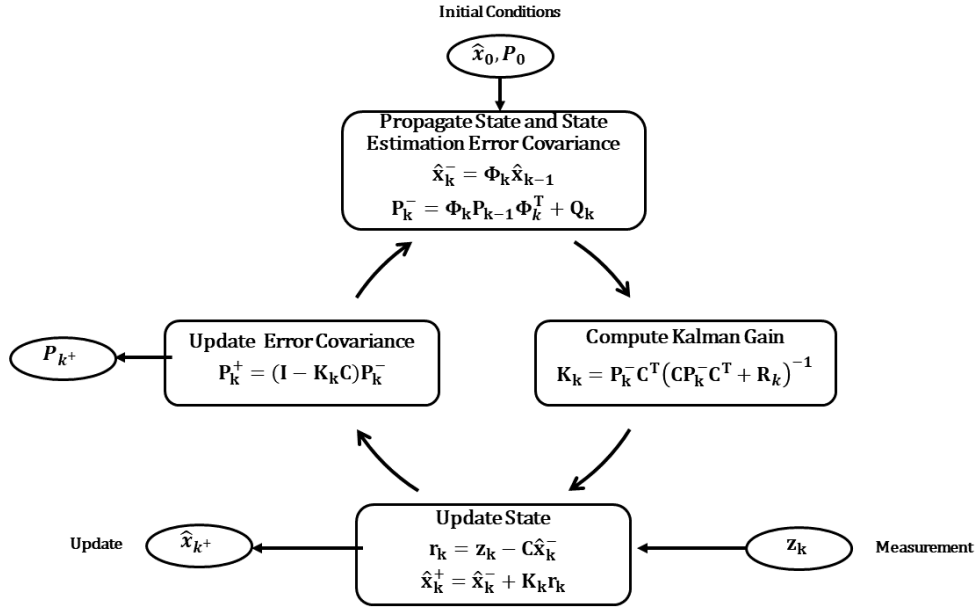 Initial Conditions
x̂₀, P₀
Propagate State and State
Estimation Error Covariance
x̂ₖ⁻ = Φₖx̂ₖ₋₁
Pₖ⁻ = ΦₖPₖ₋₁Φₖᵀ + Qₖ
Update Error Covariance
Pₖ⁺ = (I − KₖC)Pₖ⁻
P_{k⁺}
Compute Kalman Gain
Kₖ = Pₖ⁻Cᵀ(CPₖ⁻Cᵀ + Rₖ)⁻¹
Update State
rₖ = zₖ − Cx̂ₖ⁻
x̂ₖ⁺ = x̂ₖ⁻ + Kₖrₖ
Update
x̂_{k⁺}
zₖ
Measurement